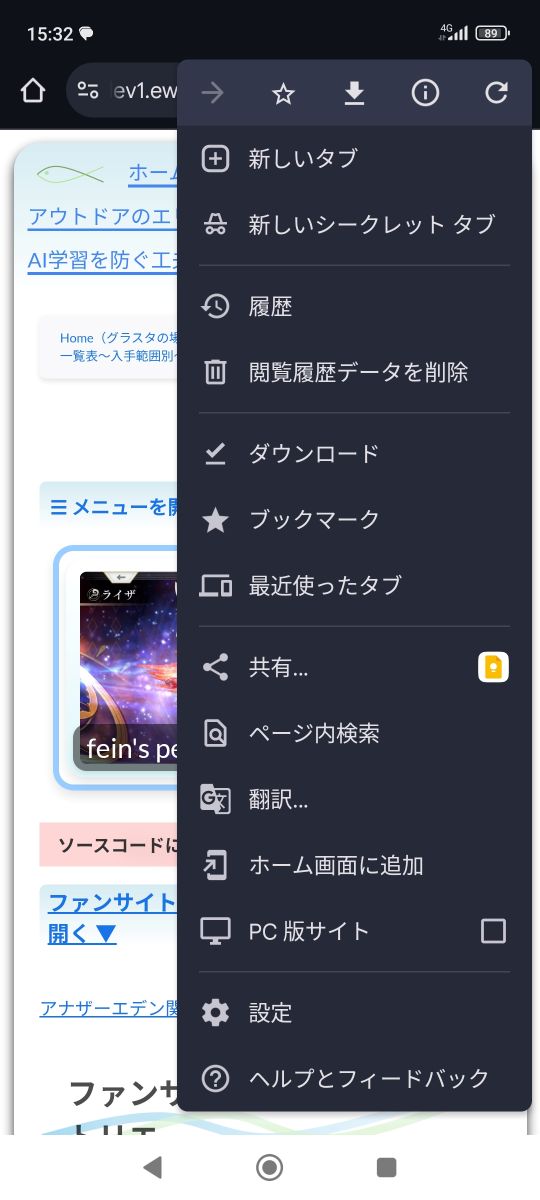 15:32
4G
89
ev1.ew
新しいタブ
新しいシークレット タブ
履歴
閲覧履歴データを削除
ダウンロード
ブックマーク
最近使ったタブ
共有...
ページ内検索
翻訳...
ホーム画面に追加
PC 版サイト
設定
ヘルプとフィードバック
ホーム
アウトドアのエ
AI学習を防ぐ工
Home（グラスタの
一覧表〜入手範囲別
☰ メニューを
ライザ
fein's pe
ソースコードに
ファンサイト
開く ▼
アナザーエデン
ファンサ